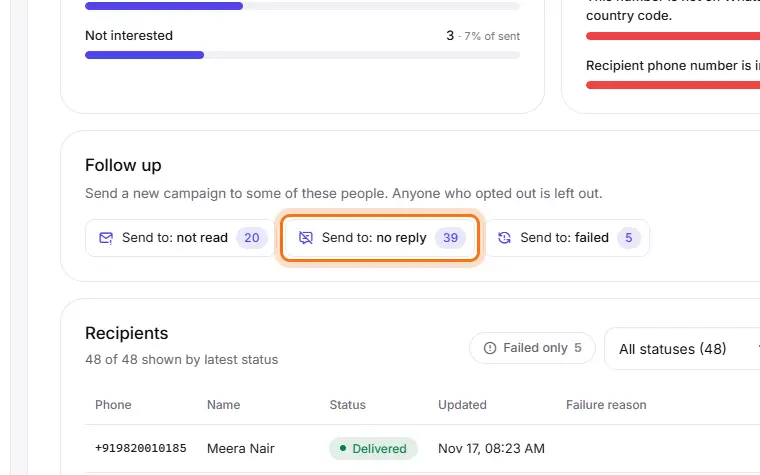 Not interested
3 · 7% of sent
country code.
Recipient phone number is
Follow up
Send a new campaign to some of these people. Anyone who opted out is left out.
Send to: not read 20
Send to: no reply 39
Send to: failed 5
Recipients
48 of 48 shown by latest status
Failed only 5
All statuses (48)
Phone Name Status Updated Failure reason
+919820010185 Meera Nair Delivered Nov 17, 08:23 AM